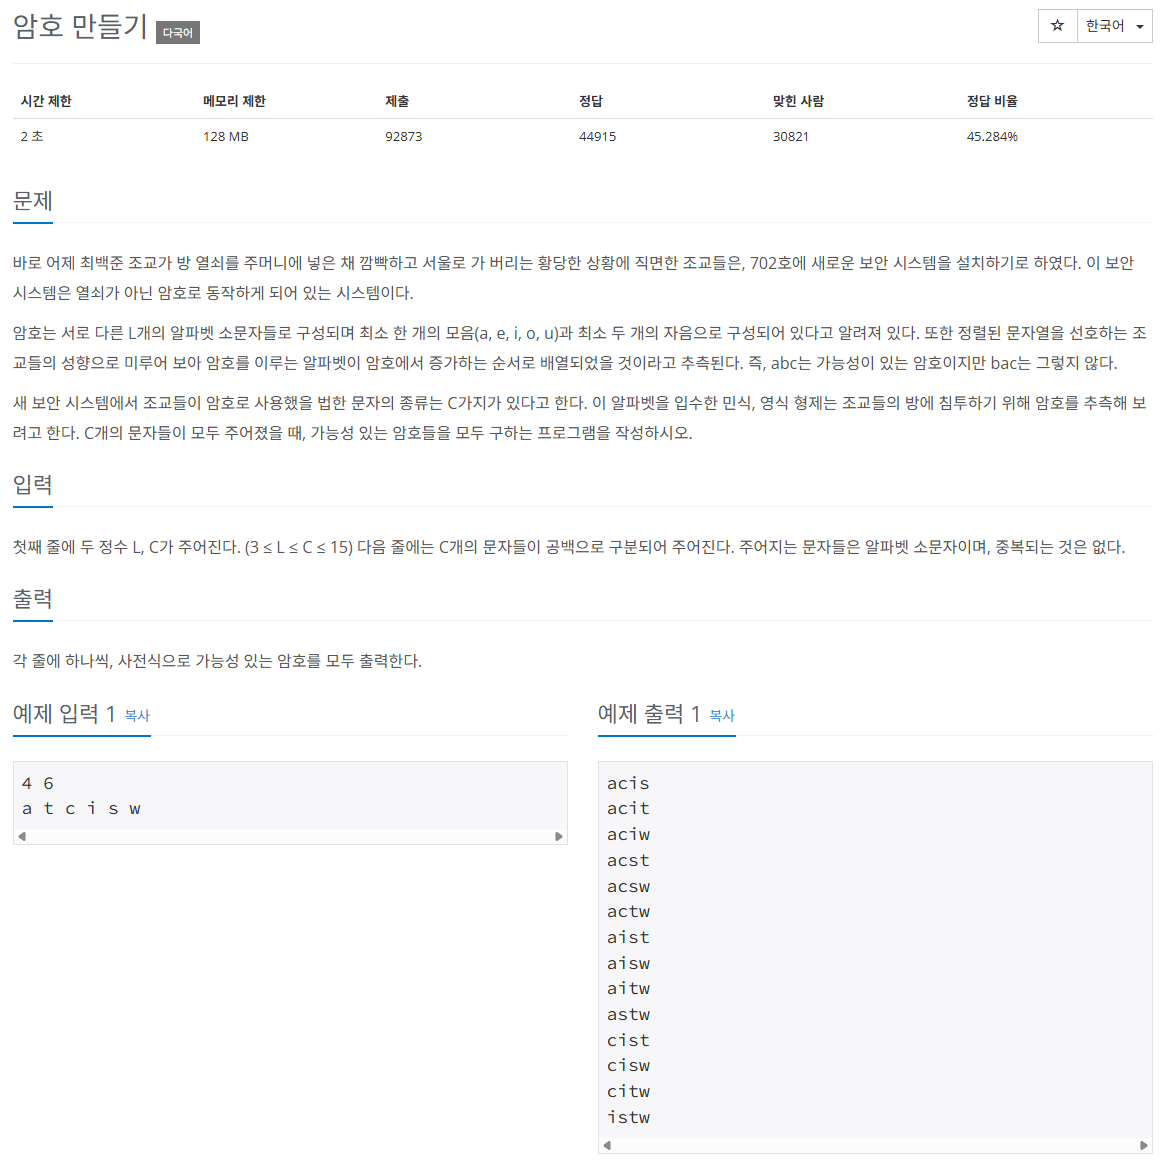 암호 만들기 다국어
☆ 한국어
시간 제한 메모리 제한 제출 정답 맞힌 사람 정답 비율
2 초 128 MB 92873 44915 30821 45.284%
문제
바로 어제 최백준 조교가 방 열쇠를 주머니에 넣은 채 깜빡하고 서울로 가 버리는 황당한 상황에 직면한 조교들은, 702호에 새로운 보안 시스템을 설치하기로 하였다. 이 보안
시스템은 열쇠가 아닌 암호로 동작하게 되어 있는 시스템이다.
암호는 서로 다른 L개의 알파벳 소문자들로 구성되며 최소 한 개의 모음(a, e, i, o, u)과 최소 두 개의 자음으로 구성되어 있다고 알려져 있다. 또한 정렬된 문자열을 선호하는 조
교들의 성향으로 미루어 보아 암호를 이루는 알파벳이 암호에서 증가하는 순서로 배열되었을 것이라고 추측된다. 즉, abc는 가능성이 있는 암호이지만 bac는 그렇지 않다.
새 보안 시스템에서 조교들이 암호로 사용했을 법한 문자의 종류는 C가지가 있다고 한다. 이 알파벳을 입수한 민식, 영식 형제는 조교들의 방에 침투하기 위해 암호를 추측해 보
려고 한다. C개의 문자들이 모두 주어졌을 때, 가능성 있는 암호들을 모두 구하는 프로그램을 작성하시오.
입력
첫째 줄에 두 정수 L, C가 주어진다. (3 ≤ L ≤ C ≤ 15) 다음 줄에는 C개의 문자들이 공백으로 구분되어 주어진다. 주어지는 문자들은 알파벳 소문자이며, 중복되는 것은 없다.
출력
각 줄에 하나씩, 사전식으로 가능성 있는 암호를 모두 출력한다.
예제 입력 1 복사
4 6
a t c i s w
예제 출력 1 복사
acis
acit
aciw
acst
acsw
actw
aist
aisw
aitw
astw
cist
cisw
citw
istw